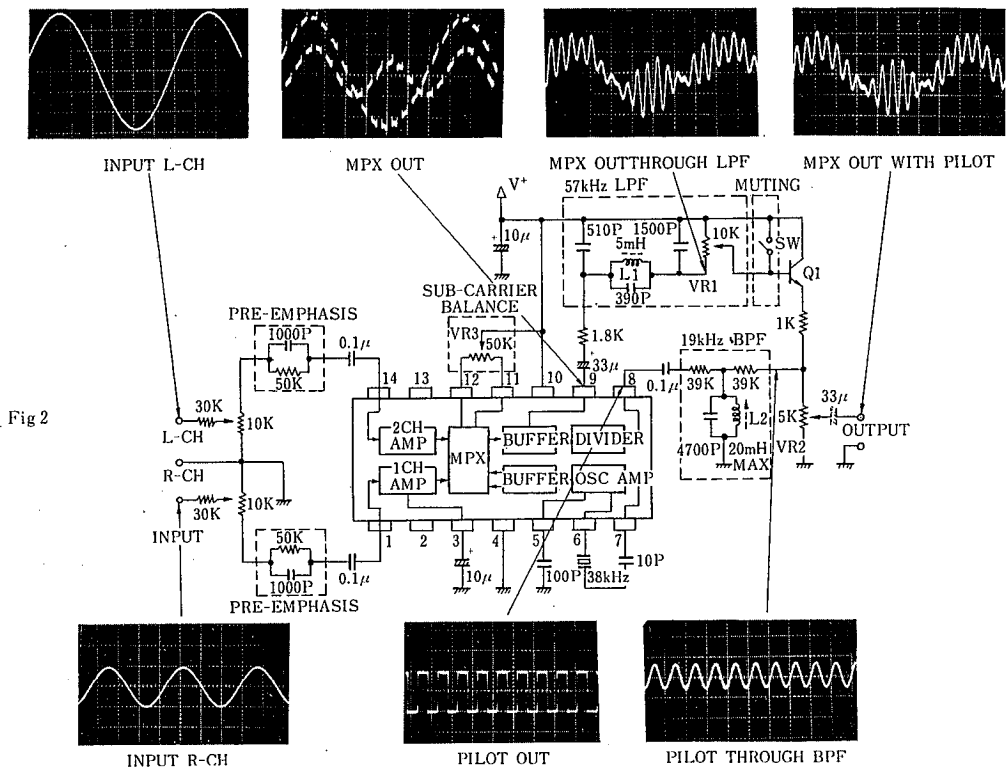 INPUT L-CH
MPX OUT
MPX OUTTHROUGH LPF
MPX OUT WITH PILOT
V+
57kHz LPF
MUTING
10μ
510P
1500P
5mH
L1
390P
10K
VR1
SW
Q1
1K
SUB-CARRIER
BALANCE
VR3
50K
1.8K
33μ
19kHz BPF
39K
39K
0.1μ
4700P
L2
20mH
MAX
5K
VR2
33μ
OUTPUT
PRE-EMPHASIS
1000P
50K
0.1μ
Fig 2
30K
L-CH
10K
R-CH
30K
INPUT
10K
14
13
12
11
10
9
8
2CH
AMP
1CH
AMP
MPX
BUFFER
DIVIDER
BUFFER
OSC AMP
1
2
3
4
5
6
7
50K
1000P
0.1μ
PRE-EMPHASIS
10μ
100P
38kHz
10P
INPUT R-CH
PILOT OUT
PILOT THROUGH BPF